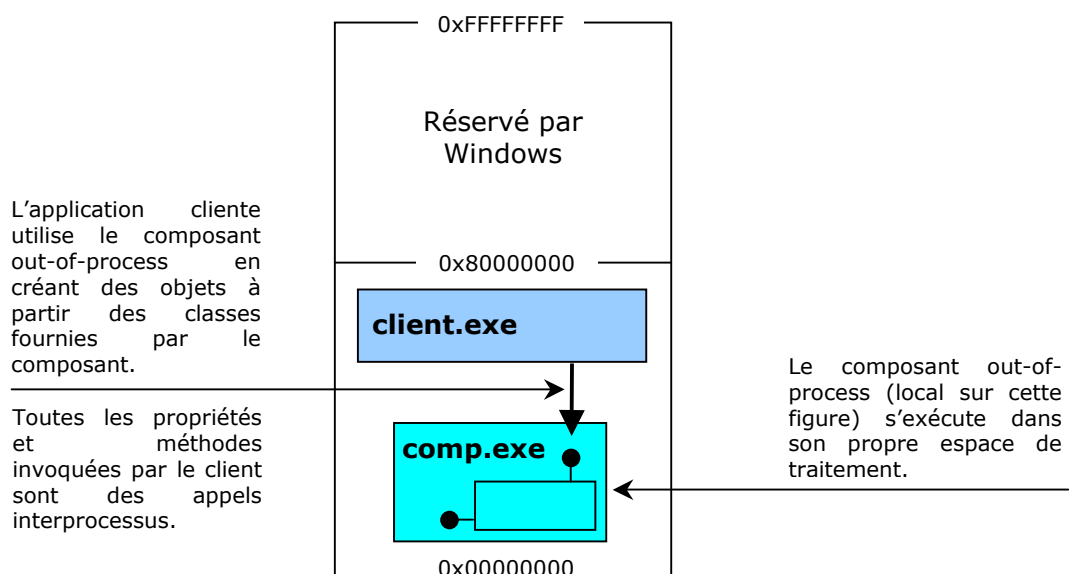 0xFFFFFFFF
Réservé par
Windows
L'application cliente
utilise le composant
out-of-process en
créant des objets à
partir des classes
fournies par le
composant.
0x80000000
client.exe
Toutes les propriétés
et méthodes
invoquées par le client
sont des appels
interprocessus.
comp.exe
Le composant out-of-
process (local sur cette
figure) s'exécute dans
son propre espace de
traitement.
0x00000000